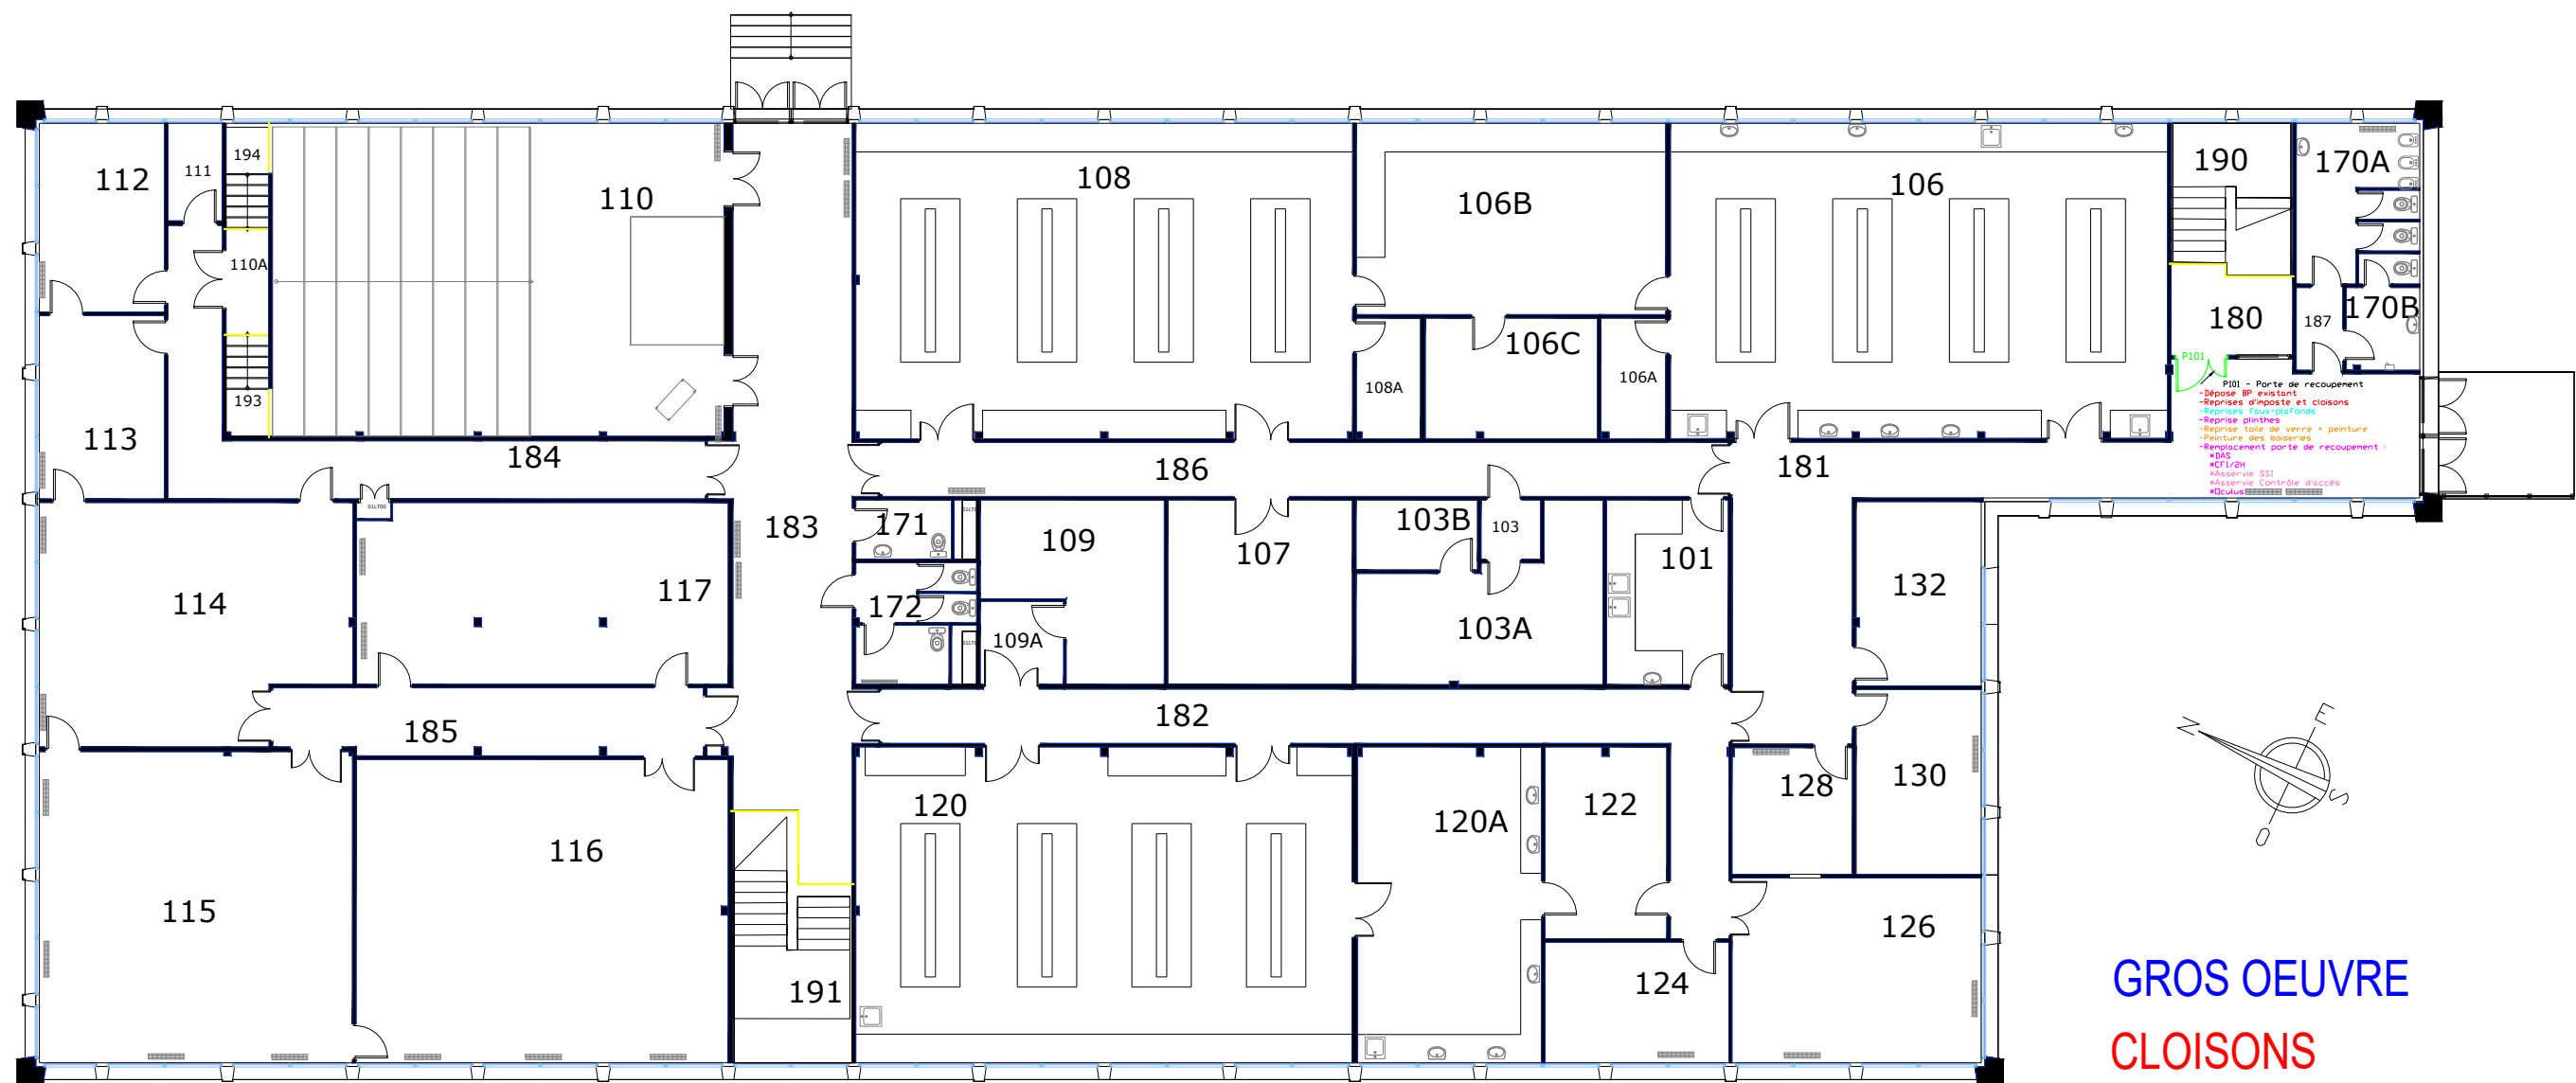 194
111
112
110
108
106B
106
190
170A
110A
170B
187
180
106C
P101
108A
106A
P101 - Porte de recoupement
-Dépose BP existant
-Reprises d'imposte et cloisons
-Reprises faux-plafonds
-Reprise plinthes
-Reprise toile de verre + peinture
-Peinture des boiseries
-Remplacement porte de recoupement :
*DAS
*CF1/2H
*Asservie SSI
*Asservie Contrôle d'accès
*Oculus
193
113
184
186
181
183
171
109
107
103B
103
101
114
117
172
109A
103A
132
185
182
N
E
S
O
120
120A
122
128
130
116
115
191
124
126
GROS OEUVRE
CLOISONS